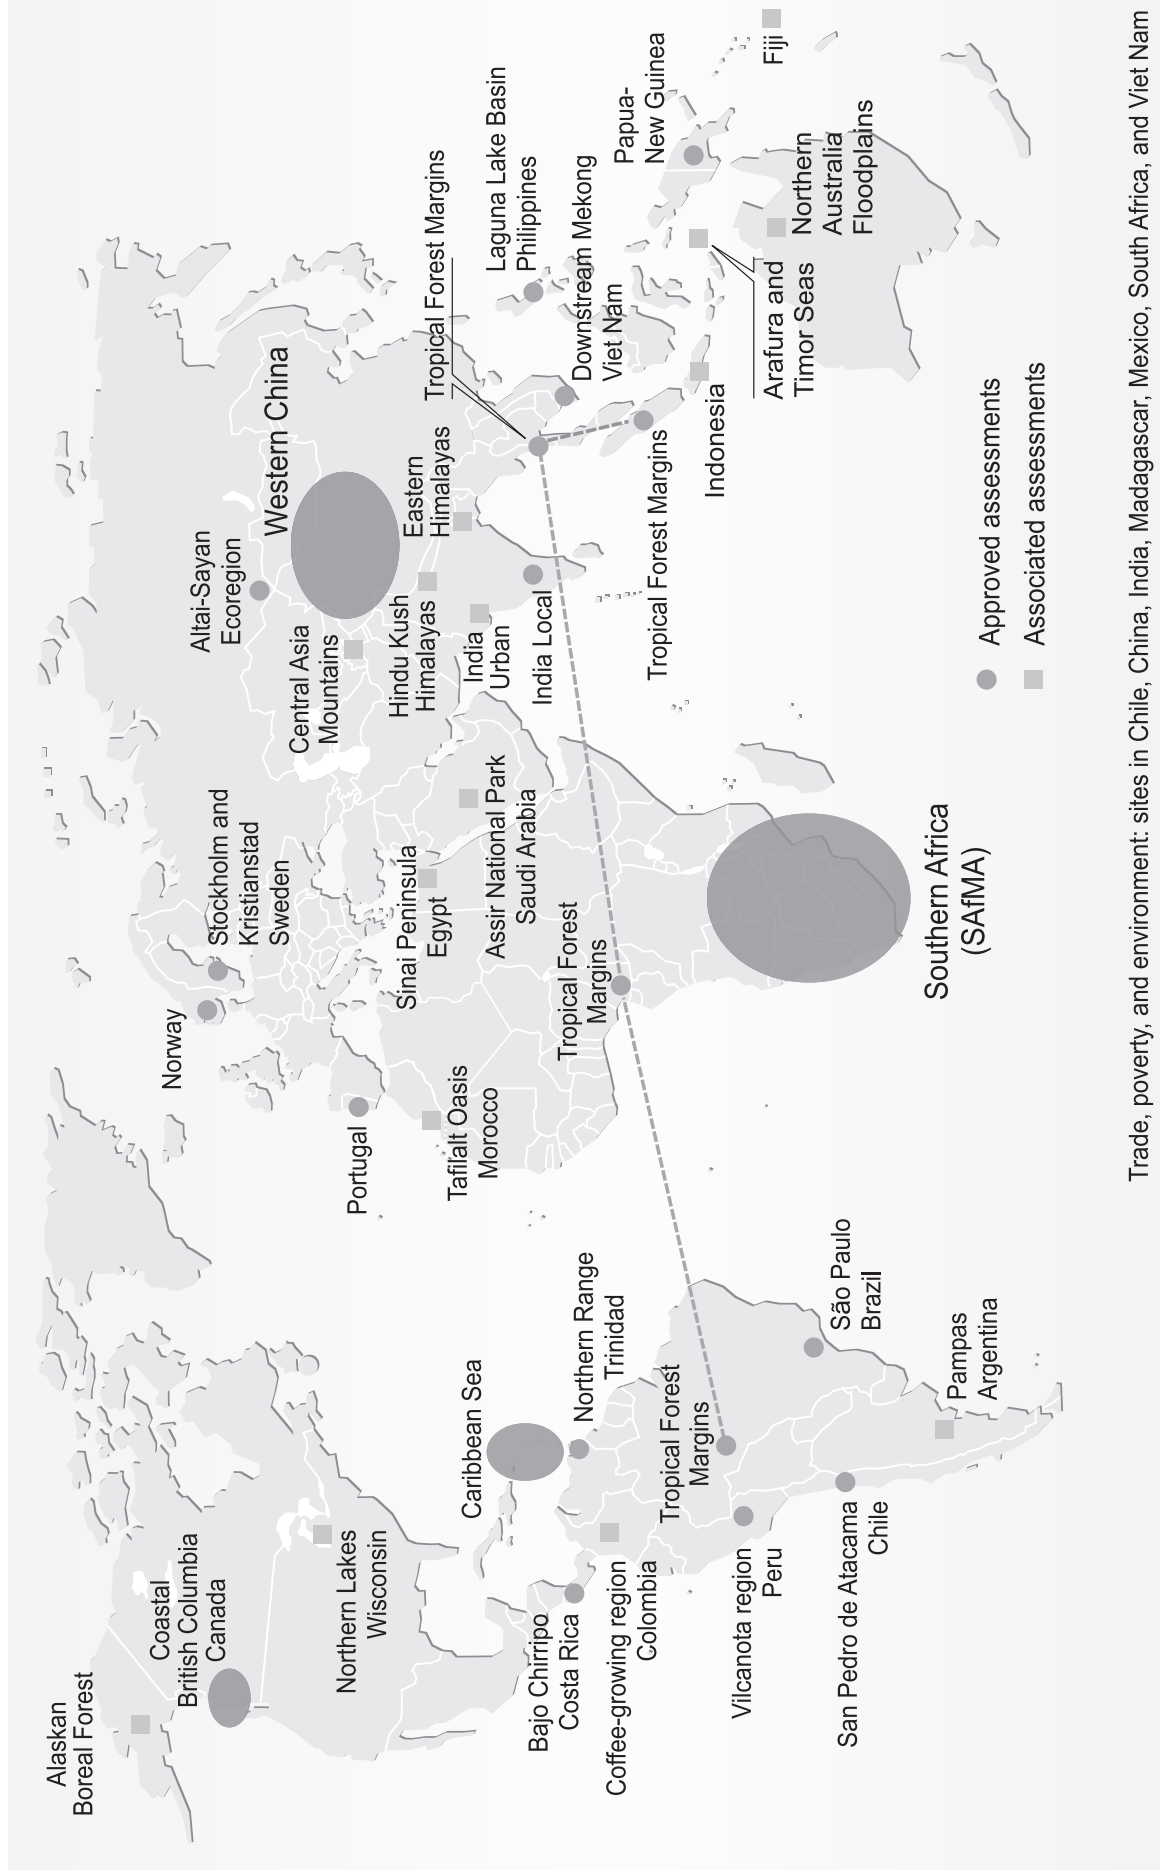 Alaskan
Boreal Forest
Coastal
British Columbia
Canada
Northern Lakes
Wisconsin
Caribbean Sea
Northern Range
Trinidad
Bajo Chirripo
Costa Rica
Coffee-growing region
Colombia
Tropical Forest
Margins
Vilcanota region
Peru
San Pedro de Atacama
Chile
São Paulo
Brazil
Pampas
Argentina
Norway
Stockholm and
Kristianstad
Sweden
Portugal
Tafilalt Oasis
Morocco
Sinai Peninsula
Egypt
Assir National Park
Saudi Arabia
Tropical Forest
Margins
Southern Africa
(SAfMA)
Altai-Sayan
Ecoregion
Western China
Central Asia
Mountains
Hindu Kush
Himalayas
Eastern
Himalayas
India
Urban
India Local
Tropical Forest Margins
Laguna Lake Basin
Philippines
Downstream Mekong
Viet Nam
Tropical Forest Margins
Indonesia
Papua-
New Guinea
Arafura and
Timor Seas
Northern
Australia
Floodplains
Fiji
Approved assessments
Associated assessments
Trade, poverty, and environment: sites in Chile, China, India, Madagascar, Mexico, South Africa, and Viet Nam